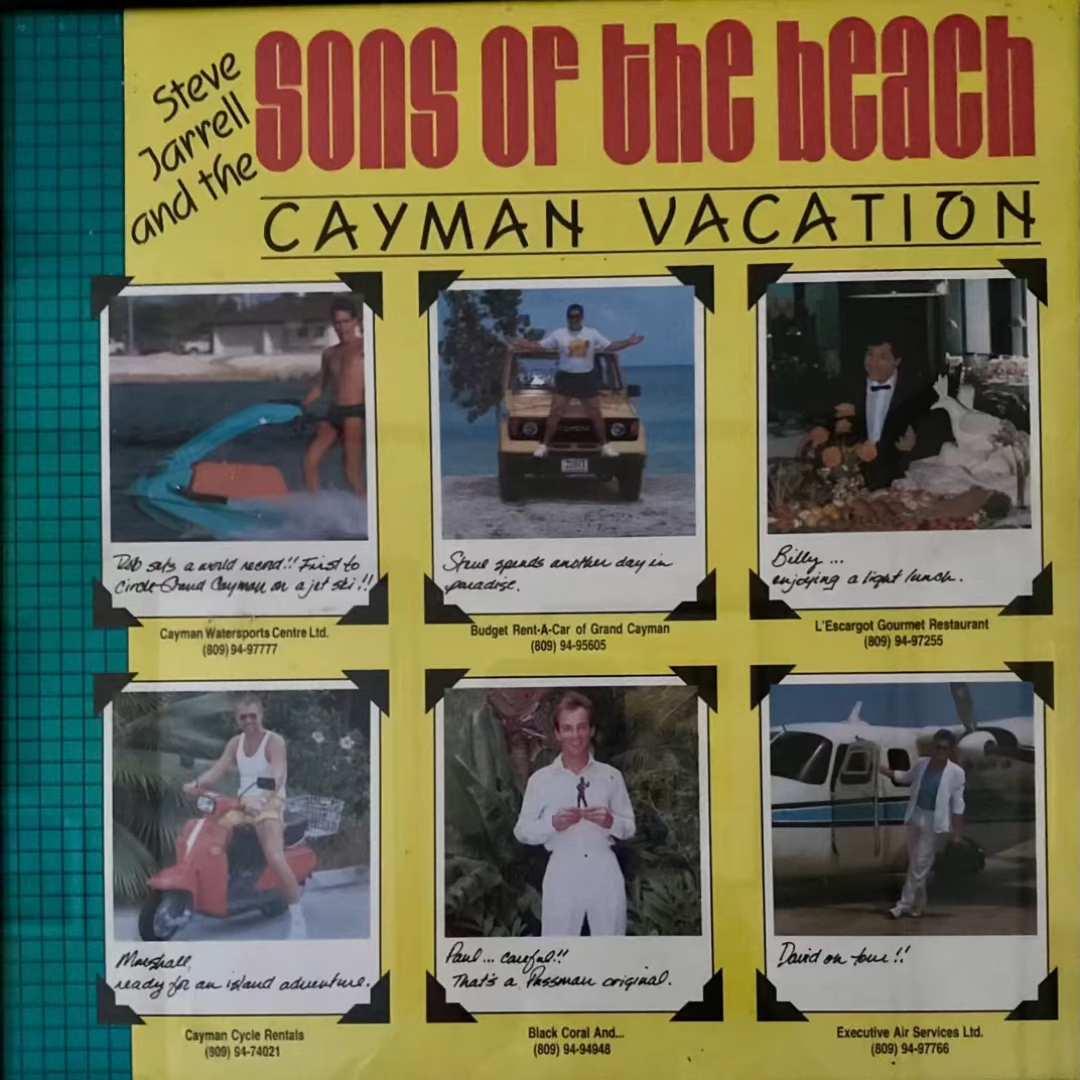 Steve
Jarrell
and the
Sons of the beach
CAYMAN VACATION
Rob sets a world record!! First to
circle Grand Cayman on a jet ski!!
Cayman Watersports Centre Ltd.
(809) 94-97777
TOYOTA
Steve spends another day in
paradise.
Budget Rent-A-Car of Grand Cayman
(809) 94-95605
Billy ...
enjoying a light lunch.
L'Escargot Gourmet Restaurant
(809) 94-97255
Marshall,
ready for an island adventure.
Cayman Cycle Rentals
(809) 94-74021
Paul ... careful!!
That's a Passman original.
Black Coral And...
(809) 94-94948
David on tour!!
Executive Air Services Ltd.
(809) 94-97766